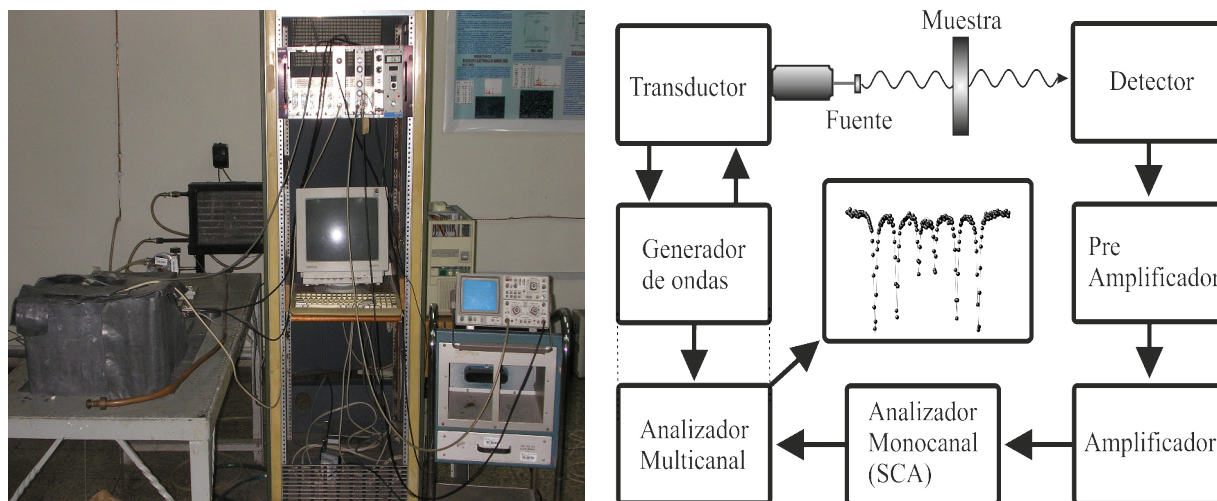 Muestra
Transductor
Fuente
Detector
Generador
de ondas
Pre
Amplificador
Analizador
Multicanal
Analizador
Monocanal
(SCA)
Amplificador